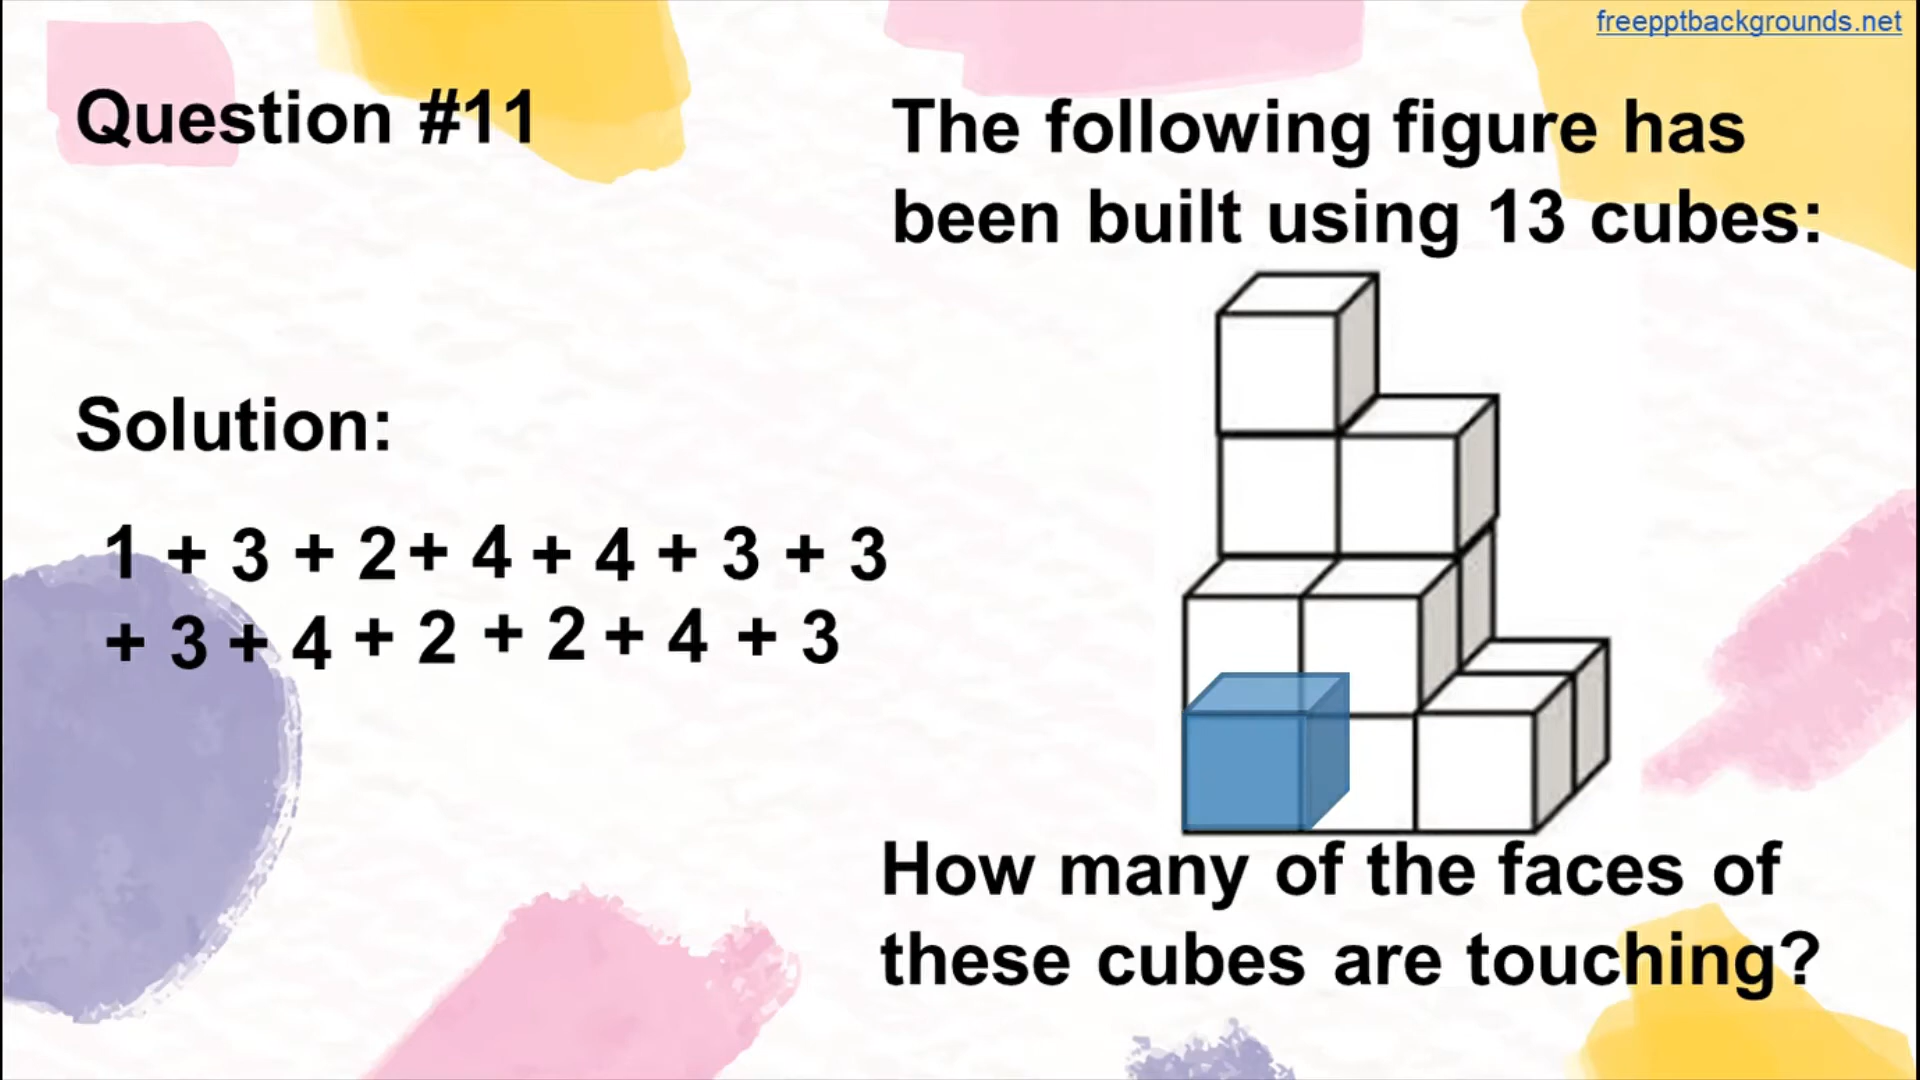 freepptbackgrounds.net
Question #11
The following figure has
been built using 13 cubes:
Solution:
1 + 3 + 2 + 4 + 4 + 3 + 3
+ 3 + 4 + 2 + 2 + 4 + 3
How many of the faces of
these cubes are touching?